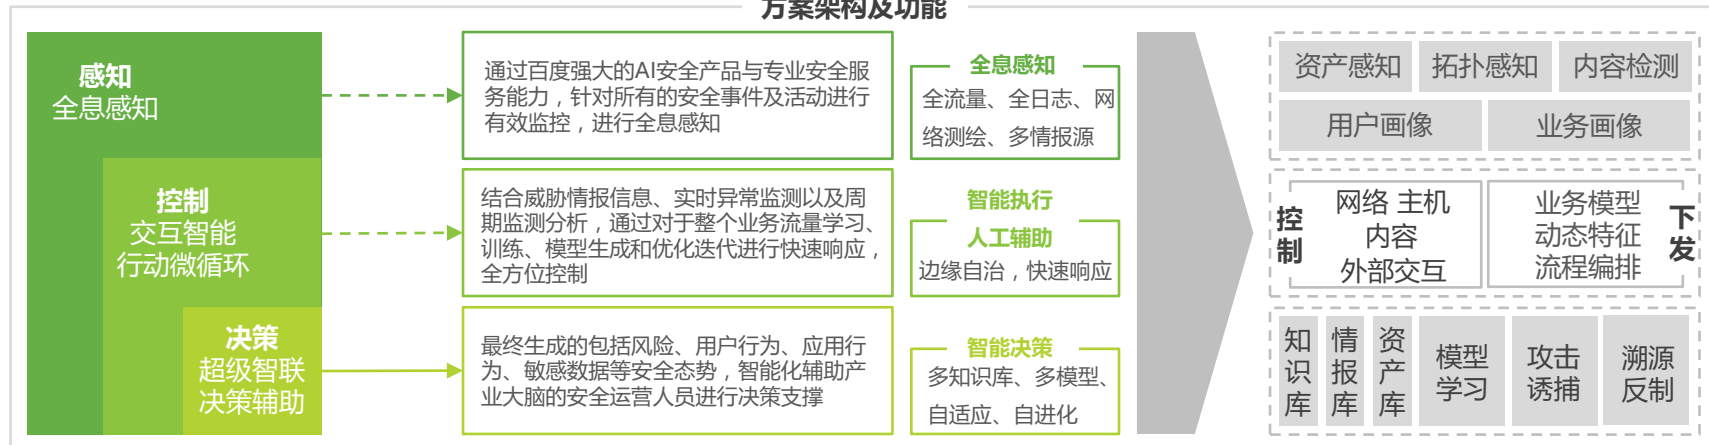 方案架构及功能
感知
全息感知
通过百度强大的AI安全产品与专业安全服
务能力，针对所有的安全事件及活动进行
有效监控，进行全息感知
全息感知
全流量、全日志、网
络测绘、多情报源
资产感知 拓扑感知 内容检测
用户画像 业务画像
控制
交互智能
行动微循环
结合威胁情报信息、实时异常监测以及周
期监测分析，通过对于整个业务流量学习、
训练、模型生成和优化迭代进行快速响应，
全方位控制
智能执行
人工辅助
边缘自治，快速响应
控制
网络 主机
内容
外部交互
业务模型
动态特征
流程编排
下发
决策
超级智联
决策辅助
最终生成的包括风险、用户行为、应用行
为、敏感数据等安全态势，智能化辅助产
业大脑的安全运营人员进行决策支撑
智能决策
多知识库、多模型、
自适应、自进化
知识库
情报库
资产库
模型
学习
攻击
诱捕
溯源
反制